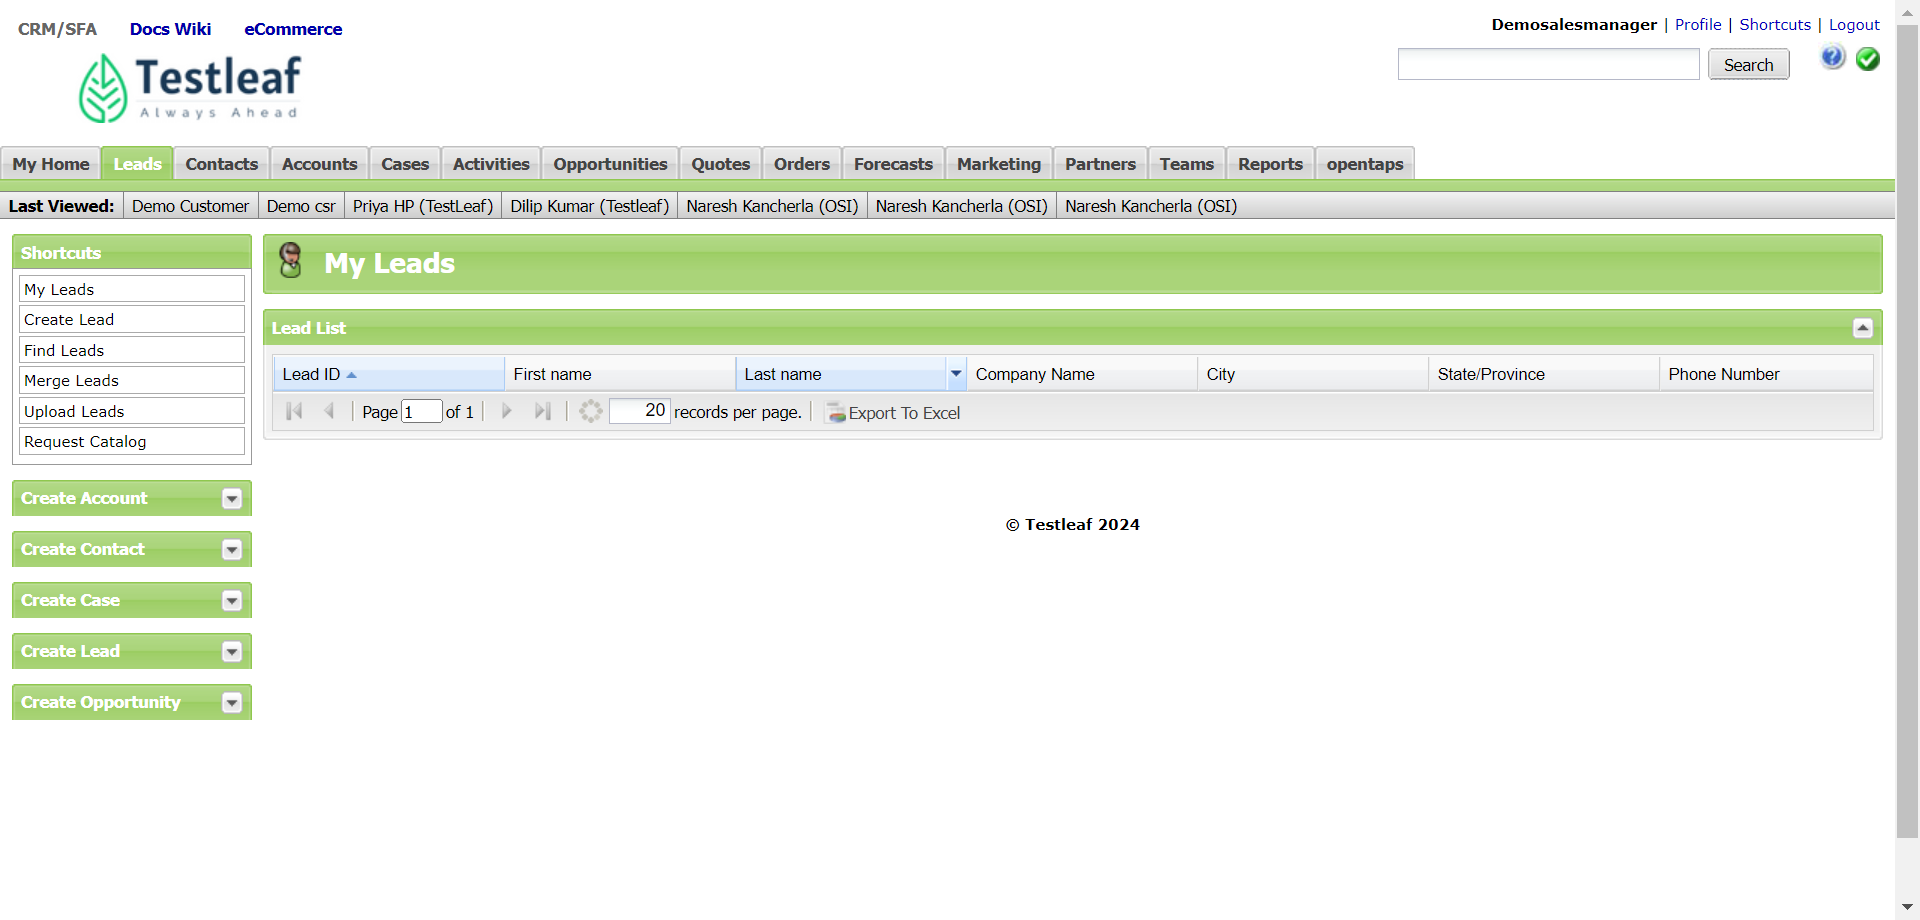 CRM/SFA Docs Wiki eCommerce
Demosalesmanager | Profile | Shortcuts | Logout
Search
Testleaf
Always Ahead
My Home Leads Contacts Accounts Cases Activities Opportunities Quotes Orders Forecasts Marketing Partners Teams Reports opentaps
Last Viewed: Demo Customer Demo csr Priya HP (TestLeaf) Dilip Kumar (Testleaf) Naresh Kancherla (OSI) Naresh Kancherla (OSI) Naresh Kancherla (OSI)
Shortcuts
My Leads
Create Lead
Find Leads
Merge Leads
Upload Leads
Request Catalog
Create Account
Create Contact
Create Case
Create Lead
Create Opportunity
My Leads
Lead List
Lead ID First name Last name Company Name City State/Province Phone Number
Page 1 of 1 20 records per page. Export To Excel
© Testleaf 2024